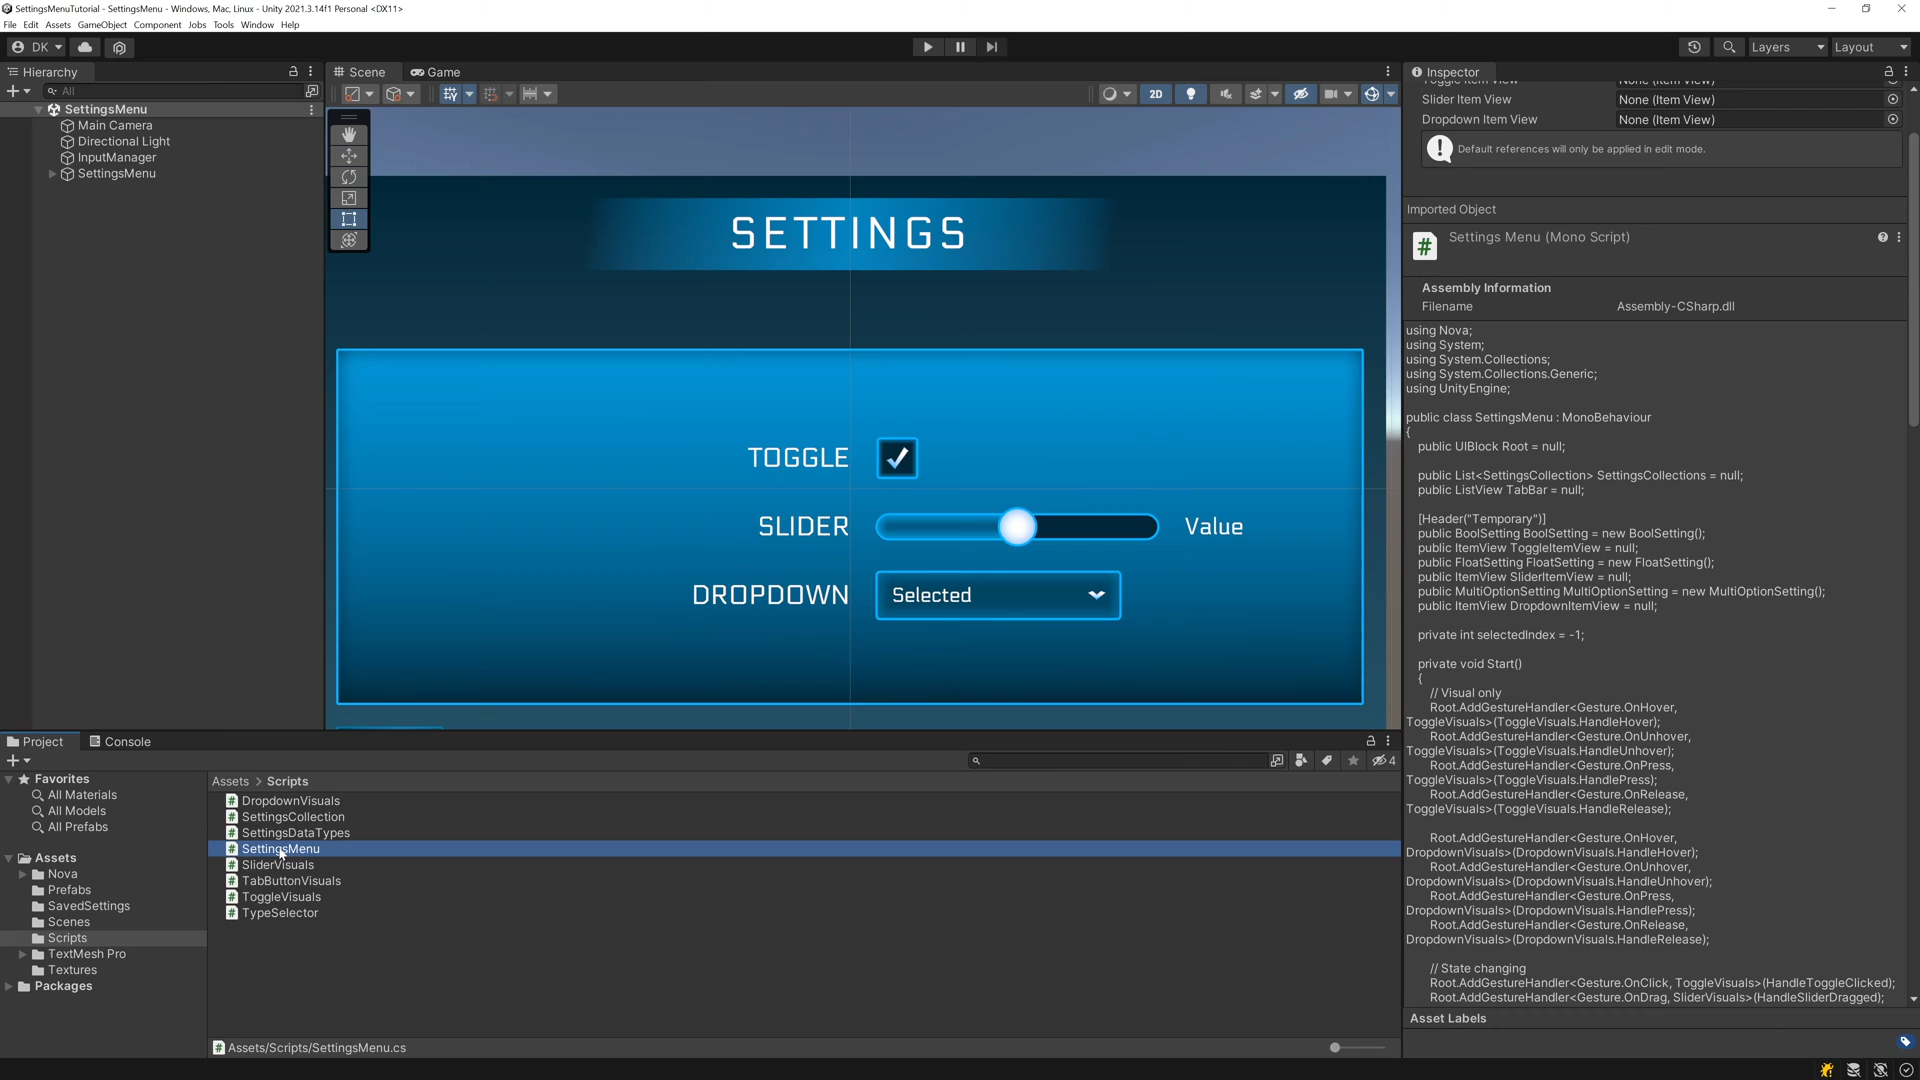 SettingsMenuTutorial - SettingsMenu - Windows, Mac, Linux - Unity 2021.3.14f1 Personal <DX11>
File Edit Assets GameObject Component Jobs Tools Window Help
DK
Layers
Layout
Hierarchy
All
SettingsMenu
Main Camera
Directional Light
InputManager
SettingsMenu
Scene
Game
2D
SETTINGS
TOGGLE
SLIDER
Value
DROPDOWN
Selected
Inspector
Slider Item View
None (Item View)
Dropdown Item View
None (Item View)
Default references will only be applied in edit mode.
Imported Object
# Settings Menu (Mono Script)
Assembly Information
Filename
Assembly-CSharp.dll
using Nova;
using System;
using System.Collections;
using System.Collections.Generic;
using UnityEngine;
public class SettingsMenu : MonoBehaviour
{
public UIBlock Root = null;
public List<SettingsCollection> SettingsCollections = null;
public ListView TabBar = null;
[Header("Temporary")]
public BoolSetting BoolSetting = new BoolSetting();
public ItemView ToggleItemView = null;
public FloatSetting FloatSetting = new FloatSetting();
public ItemView SliderItemView = null;
public MultiOptionSetting MultiOptionSetting = new MultiOptionSetting();
public ItemView DropdownItemView = null;
private int selectedIndex = -1;
private void Start()
{
// Visual only
Root.AddGestureHandler<Gesture.OnHover,
ToggleVisuals>(ToggleVisuals.HandleHover);
Root.AddGestureHandler<Gesture.OnUnhover,
ToggleVisuals>(ToggleVisuals.HandleUnhover);
Root.AddGestureHandler<Gesture.OnPress,
ToggleVisuals>(ToggleVisuals.HandlePress);
Root.AddGestureHandler<Gesture.OnRelease,
ToggleVisuals>(ToggleVisuals.HandleRelease);
Root.AddGestureHandler<Gesture.OnHover,
DropdownVisuals>(DropdownVisuals.HandleHover);
Root.AddGestureHandler<Gesture.OnUnhover,
DropdownVisuals>(DropdownVisuals.HandleUnhover);
Root.AddGestureHandler<Gesture.OnPress,
DropdownVisuals>(DropdownVisuals.HandlePress);
Root.AddGestureHandler<Gesture.OnRelease,
DropdownVisuals>(DropdownVisuals.HandleRelease);
// State changing
Root.AddGestureHandler<Gesture.OnClick, ToggleVisuals>(HandleToggleClicked);
Root.AddGestureHandler<Gesture.OnDrag, SliderVisuals>(HandleSliderDragged);
Asset Labels
Project
Console
4
Favorites
All Materials
All Models
All Prefabs
Assets
Nova
Prefabs
SavedSettings
Scenes
Scripts
TextMesh Pro
Textures
Packages
Assets > Scripts
# DropdownVisuals
# SettingsCollection
# SettingsDataTypes
# SettingsMenu
# SliderVisuals
# TabButtonVisuals
# ToggleVisuals
# TypeSelector
# Assets/Scripts/SettingsMenu.cs